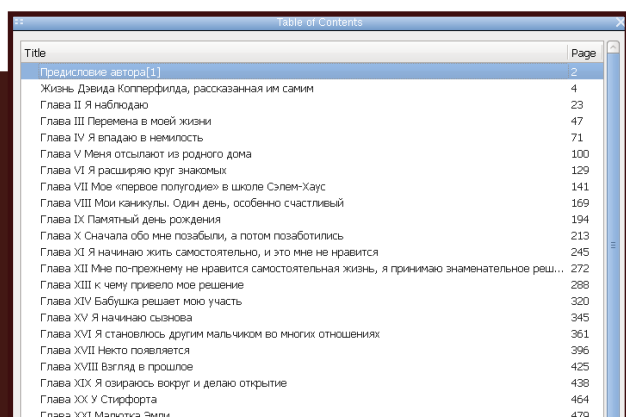 Table of Contents
Title Page
Предисловие автора[1] 2
Жизнь Дэвида Копперфилда, рассказанная им самим 4
Глава II Я наблюдаю 23
Глава III Перемена в моей жизни 47
Глава IV Я впадаю в немилость 71
Глава V Меня отсылают из родного дома 100
Глава VI Я расширяю круг знакомых 129
Глава VII Мое «первое полугодие» в школе Сэлем-Хаус 141
Глава VIII Мои каникулы. Один день, особенно счастливый 169
Глава IX Памятный день рождения 194
Глава X Сначала обо мне позабыли, а потом позаботились 213
Глава XI Я начинаю жить самостоятельно, и это мне не нравится 245
Глава XII Мне по-прежнему не нравится самостоятельная жизнь, я принимаю знаменательное реш... 272
Глава XIII к чему привело мое решение 288
Глава XIV Бабушка решает мою участь 320
Глава XV Я начинаю сызнова 345
Глава XVI Я становлюсь другим мальчиком во многих отношениях 361
Глава XVII Некто появляется 396
Глава XVIII Взгляд в прошлое 425
Глава XIX Я озираюсь вокруг и делаю открытие 438
Глава XX У Стирфорта 464
Глава XXI Малютка Эмли 479